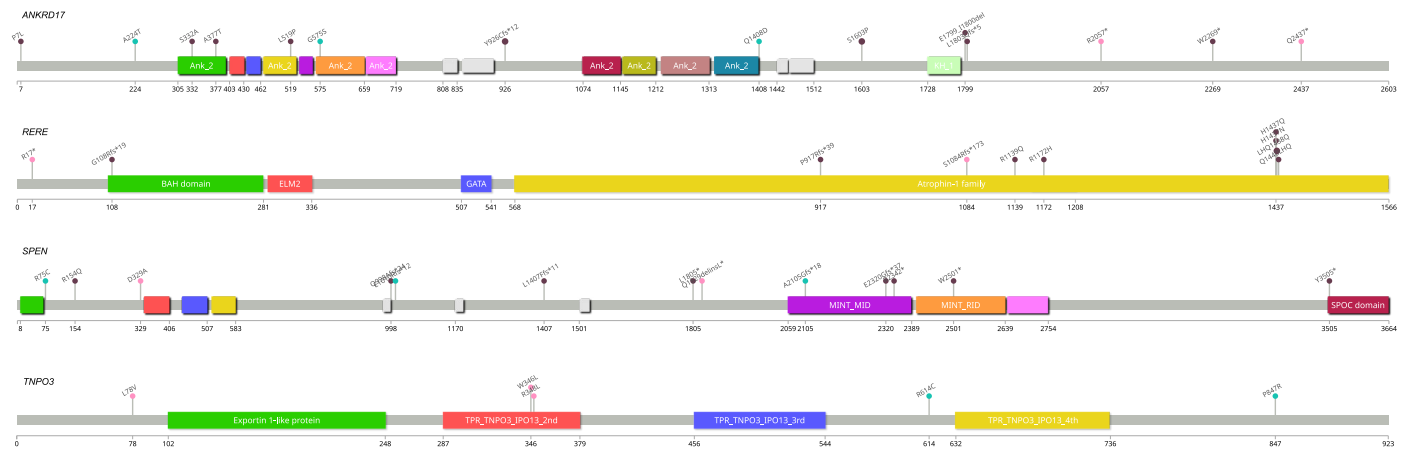 ANKRD17
P7L A224T S332A A377T L519P G575S Y926Cfs*12 Q1408D S1603P E1799_I1800del R2057* W2269* Q2437*
Ank_2 Ank_2 Ank_2 Ank_2 Ank_2 Ank_2 Ank_2 Ank_2 KH_1
7 224 305 332 377 403 430 462 519 575 659 719 808 835 926 1074 1145 1212 1313 1408 1442 1512 1603 1728 1799 2057 2269 2437 2603
RERE
R17* G108Rfs*19 P917Rfs*39 S1084Rfs*173 R1139Q R1172H H1437Q
BAH domain ELM2 GATA Atrophin-1 family
0 17 108 281 336 507 541 568 917 1084 1139 1172 1208 1437 1566
SPEN
R75C R154Q D329A L1407Ffs*11 L1805* A2105Gfs*18 E2320Gfs*27 W2501* Y3505*
MINT_MID MINT_RID SPOC domain
8 75 154 329 406 507 583 998 1170 1407 1501 1805 2059 2105 2320 2389 2501 2639 2754 3505 3664
TNPO3
L78V W346L R348L R614C P847R
Exportin 1-like protein TPR_TNPO3_IPO13_2nd TPR_TNPO3_IPO13_3rd TPR_TNPO3_IPO13_4th
0 78 102 248 287 346 379 456 544 614 632 736 847 923